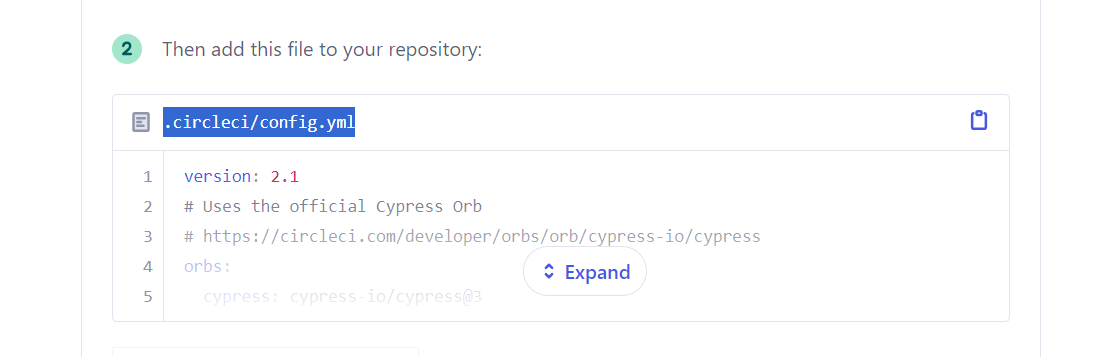 2 Then add this file to your repository:
.circleci/config.yml
1 version: 2.1
2 # Uses the official Cypress Orb
3 # https://circleci.com/developer/orbs/orb/cypress-io/cypress
4 orbs:
Expand
5 cypress: cypress-io/cypress@3